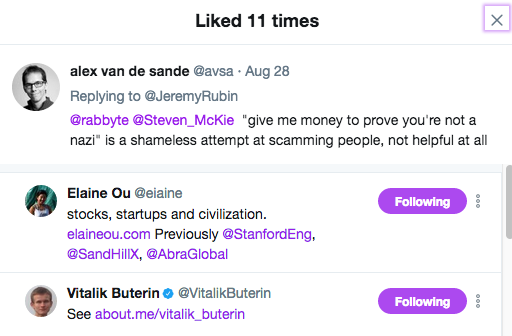 Liked 11 times
alex van de sande @avsa · Aug 28
Replying to @JeremyRubin
@rabbyte @Steven_McKie "give me money to prove you're not a
nazi" is a shameless attempt at scamming people, not helpful at all
Elaine Ou @eiaine
Following
stocks, startups and civilization.
elaineou.com Previously @StanfordEng,
@SandHillX, @AbraGlobal
Vitalik Buterin @VitalikButerin
Following
See about.me/vitalik_buterin